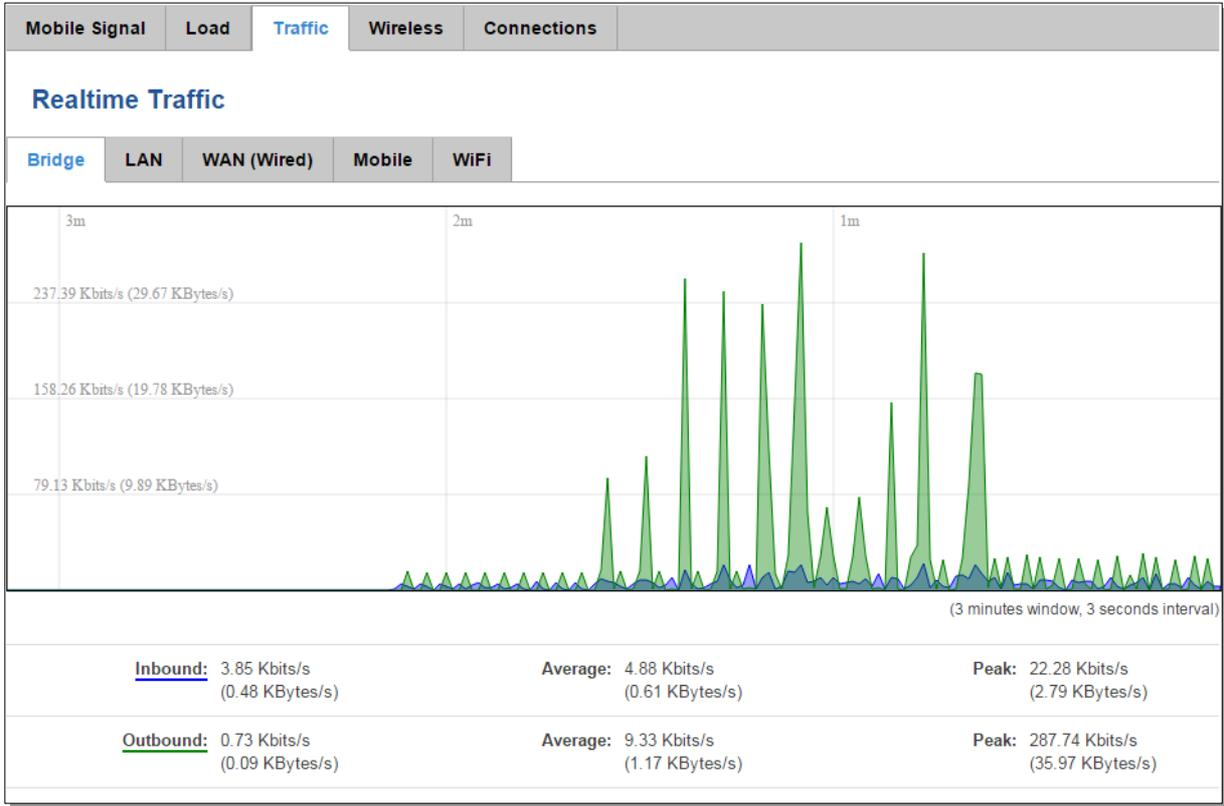 Mobile Signal Load Traffic Wireless Connections
Realtime Traffic
Bridge LAN WAN (Wired) Mobile WiFi
3m 2m 1m
237.39 Kbits/s (29.67 KBytes/s)
158.26 Kbits/s (19.78 KBytes/s)
79.13 Kbits/s (9.89 KBytes/s)
(3 minutes window, 3 seconds interval)
Inbound: 3.85 Kbits/s Average: 4.88 Kbits/s Peak: 22.28 Kbits/s
(0.48 KBytes/s) (0.61 KBytes/s) (2.79 KBytes/s)
Outbound: 0.73 Kbits/s Average: 9.33 Kbits/s Peak: 287.74 Kbits/s
(0.09 KBytes/s) (1.17 KBytes/s) (35.97 KBytes/s)